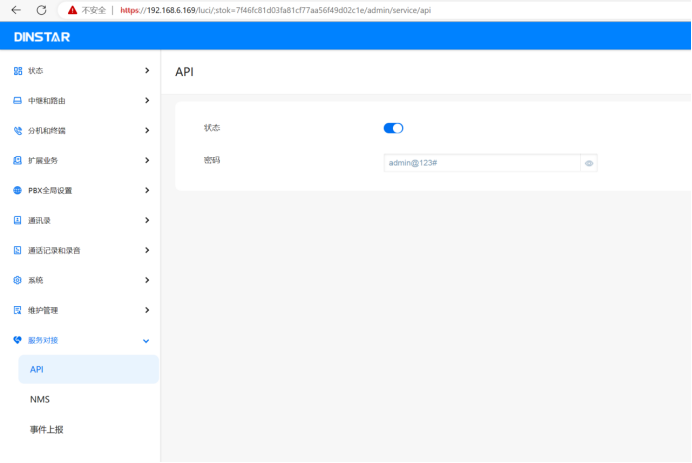 不安全 | https://192.168.6.169/luci/;stok=7f46fc81d03fa81cf77aa56f49d02c1e/admin/service/api
DINSTAR
状态
中继和路由
分机和终端
扩展业务
PBX全局设置
通讯录
通话记录和录音
系统
维护管理
服务对接
API
NMS
事件上报
API
状态
密码
admin@123#